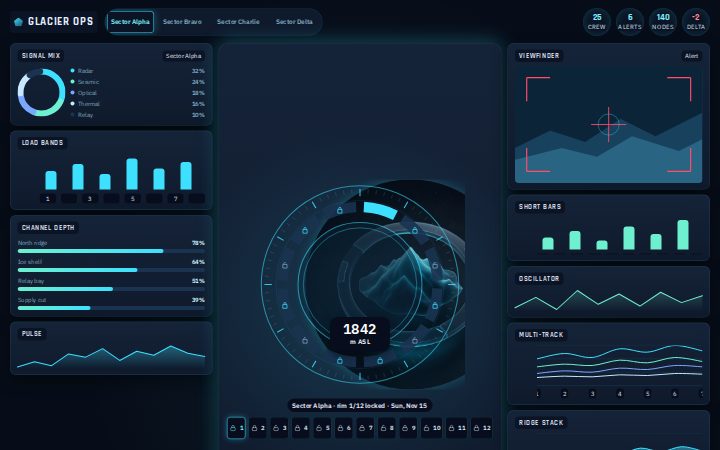 GLACIER OPS
Sector Alpha
Sector Bravo
Sector Charlie
Sector Delta
25
CREW
6
ALERTS
140
NODES
-2
DELTA
SIGNAL MIX
Sector Alpha
Radar 32%
Seismic 24%
Optical 18%
Thermal 16%
Relay 10%
LOAD BANDS
1 3 5 7
CHANNEL DEPTH
North ridge 78%
Ice shelf 64%
Relay bay 51%
Supply cut 39%
PULSE
1842
m ASL
Sector Alpha · rim 1/12 locked · Sun, Nov 15
1 2 3 4 5 6 7 8 9 10 11 12
VIEWFINDER
Alert
SHORT BARS
OSCILLATOR
MULTI-TRACK
1 2 3 4 5 6 7
RIDGE STACK